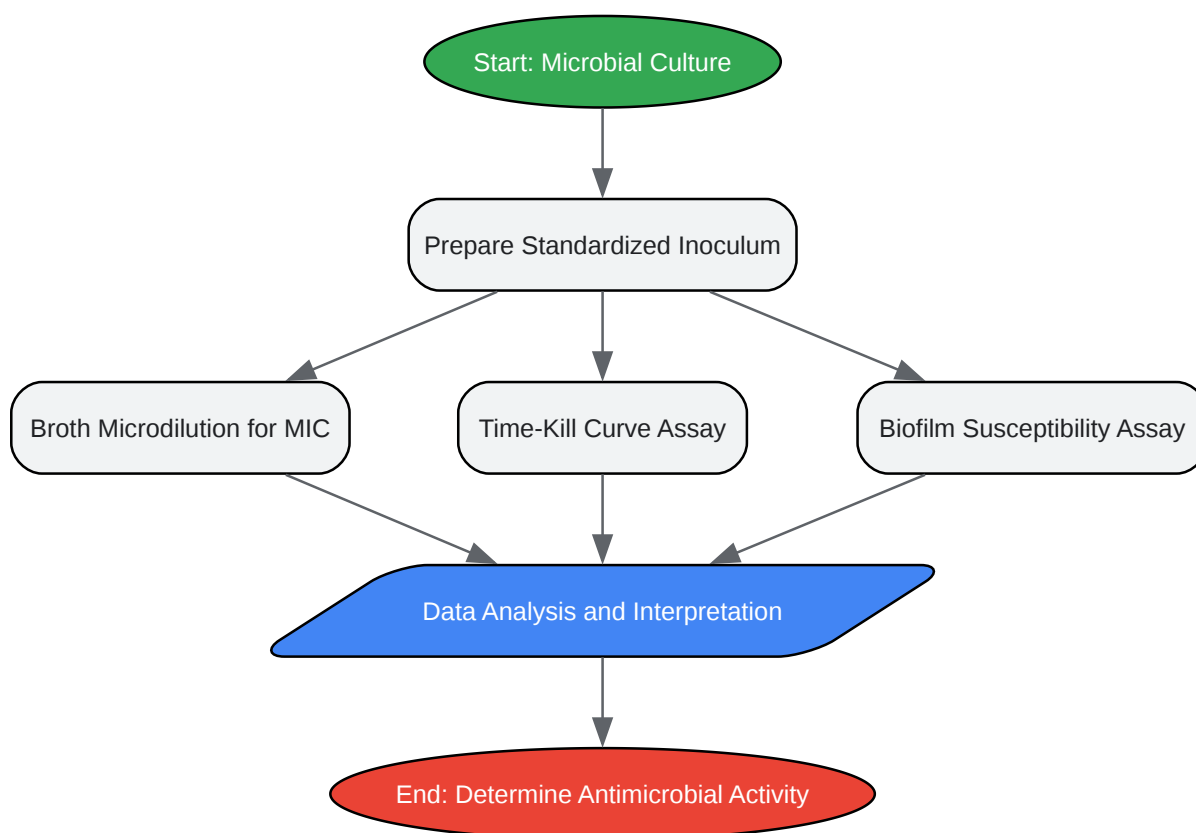 Start: Microbial Culture
Prepare Standardized Inoculum
Broth Microdilution for MIC
Time-Kill Curve Assay
Biofilm Susceptibility Assay
Data Analysis and Interpretation
End: Determine Antimicrobial Activity